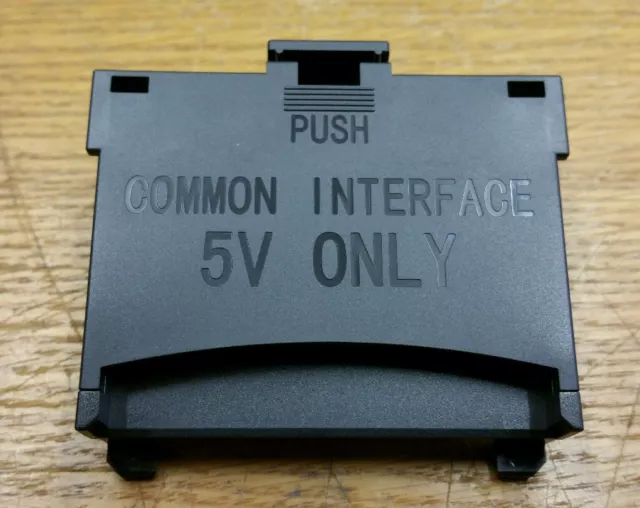 PUSH
COMMON INTERFACE
5V ONLY